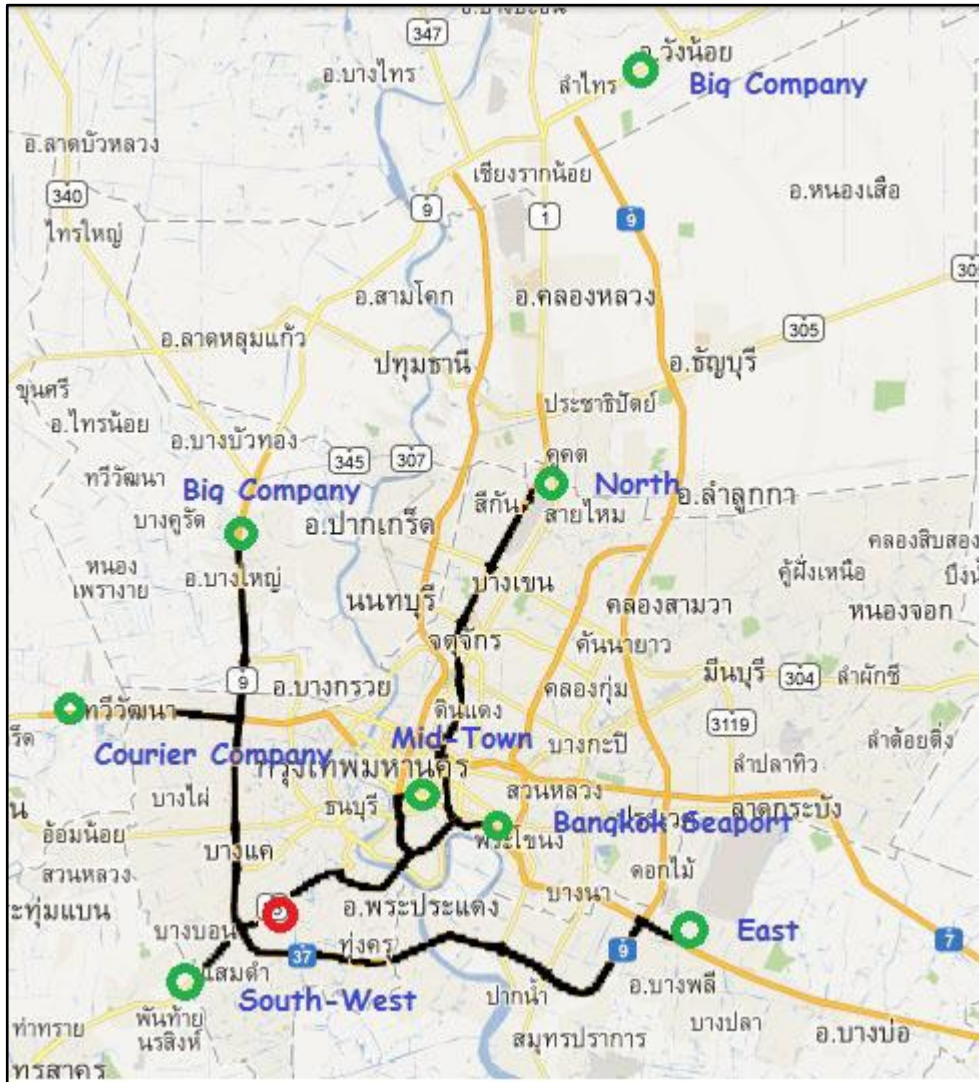 347
อ.วังน้อย
อ.บางไทร
ลำไทร
Big Company
อ.ลาดบัวหลวง
เชียงรากน้อย
340
9
1
9
อ.หนองเสือ
ไทรใหญ่
อ.สามโคก
อ.คลองหลวง
305
อ.ลาดหลุมแก้ว
ปทุมธานี
อ.ธัญบุรี
ขุนศรี
ประชาธิปัตย์
อ.ไทรน้อย
อ.บางบัวทอง
345
307
คูคต
ทวีวัฒนา
Big Company
North
อ.ลำลูกกา
บางคูรัด
อ.ปากเกร็ด
สีกัน
สายไหม
คลองสิบสอง
หนอง
เพรางาย
อ.บางใหญ่
บางเขน
คู้ฝั่งเหนือ
นนทบุรี
คลองสามวา
หนองจอก
จตุจักร
คันนายาว
9
อ.บางกรวย
คลองกุ่ม
มีนบุรี
304
ลำผักชี
ทวีวัฒนา
ดินแดง
3119
Courier Company
Mid-Town
บางกะปิ
ลำต้อยติ่ง
กรุงเทพมหานคร
ลำปลาทิว
บางไผ่
ธนบุรี
สวนหลวง
ลาดกระบัง
อ้อมน้อย
Bangkok Seaport
บางแค
พระโขนง
สวนหลวง
ดอกไม้
อ.พระประแดง
บางนา
บางบอน
ทุ่งครุ
East
37
9
7
แสมดำ
South-West
ปากน้ำ
อ.บางพลี
ท่าทราย
พันท้าย
นรสิงห์
สมุทรปราการ
บางปลา
อ.บางบ่อ